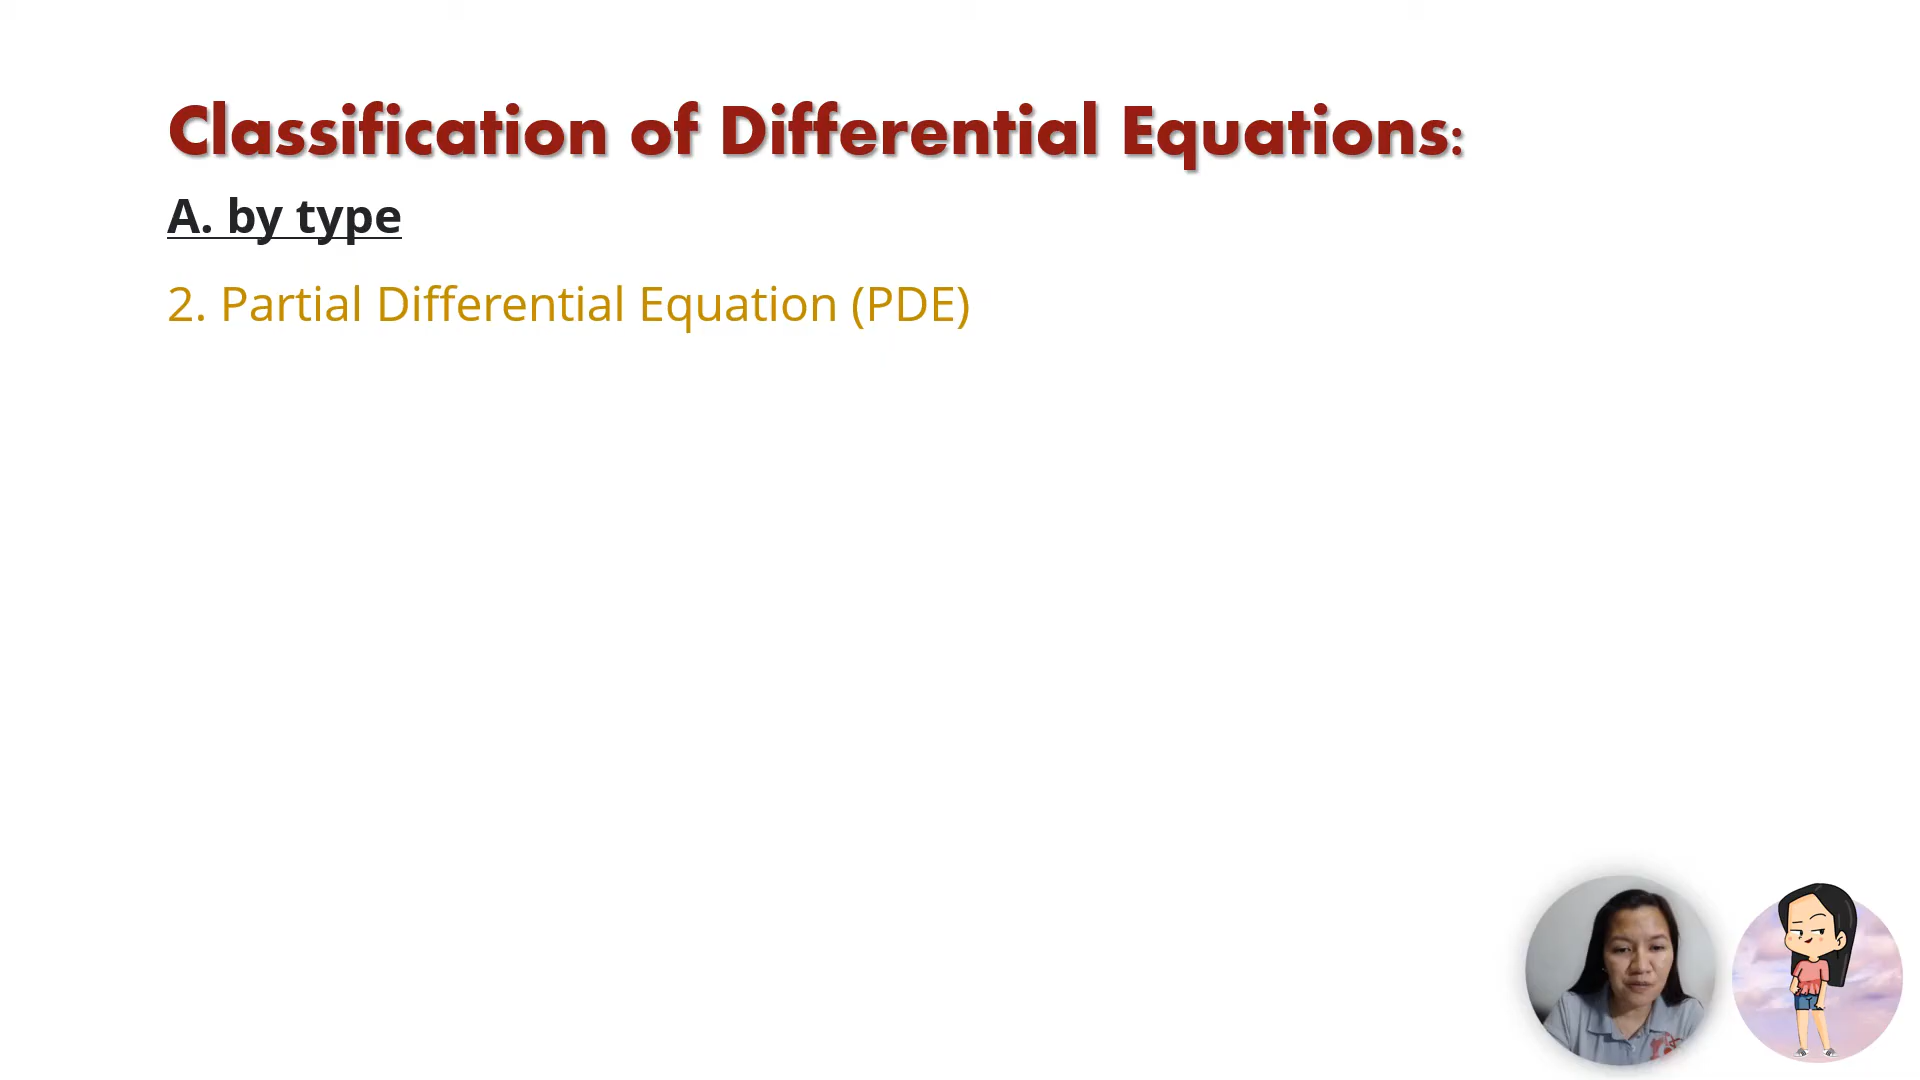 Classification of Differential Equations:
A. by type
2. Partial Differential Equation (PDE)